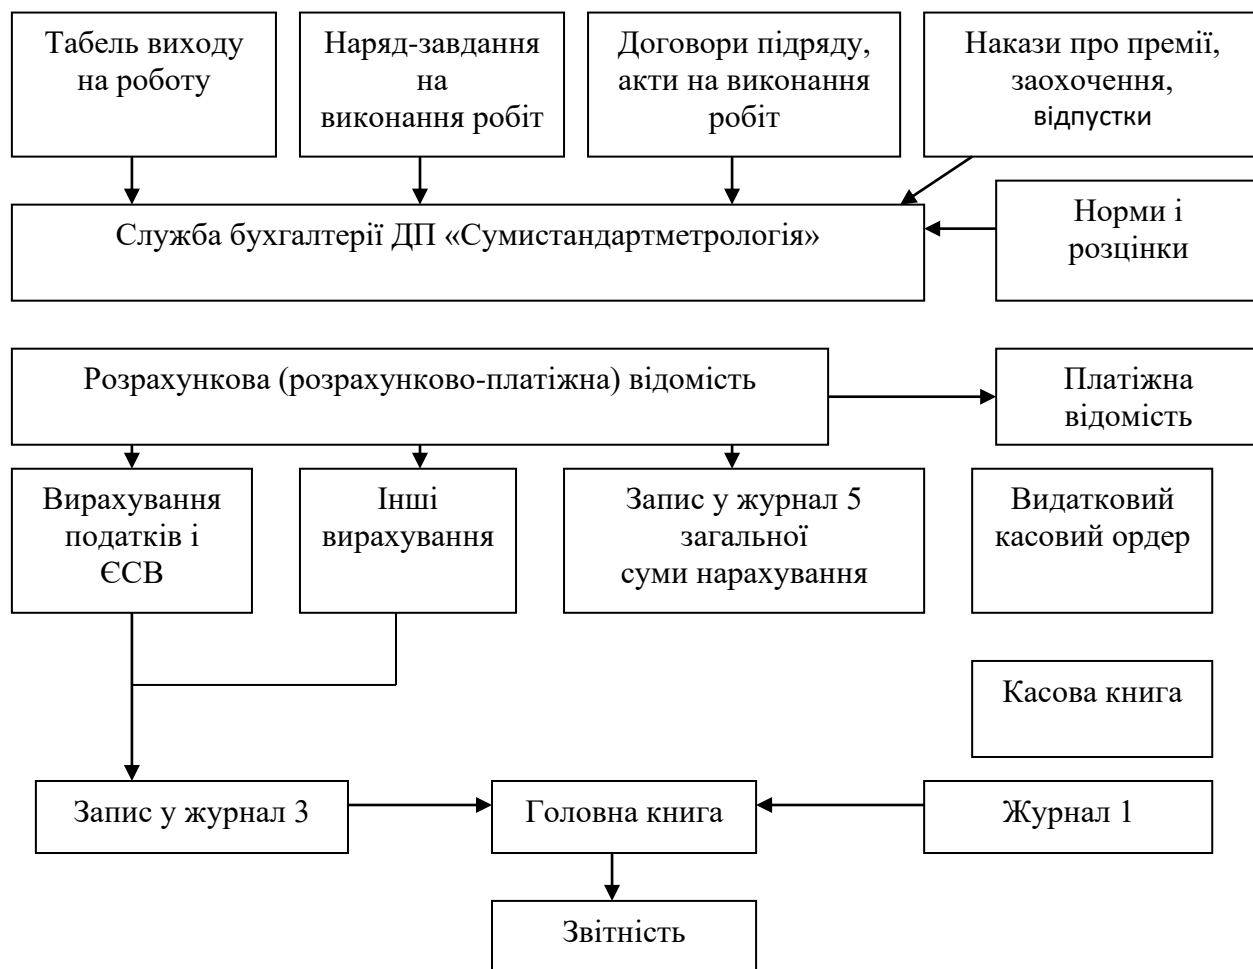 Табель виходу
на роботу
Наряд-завдання
на
виконання робіт
Договори підряду,
акти на виконання
робіт
Накази про премії,
заохочення,
відпустки
Служба бухгалтерії ДП «Сумистандартметрологія»
Норми і
розцінки
Розрахункова (розрахунково-платіжна) відомість
Платіжна
відомість
Вирахування
податків і
ЄСВ
Інші
вирахування
Запис у журнал 5
загальної
суми нарахування
Видатковий
касовий ордер
Касова книга
Запис у журнал 3
Головна книга
Журнал 1
Звітність